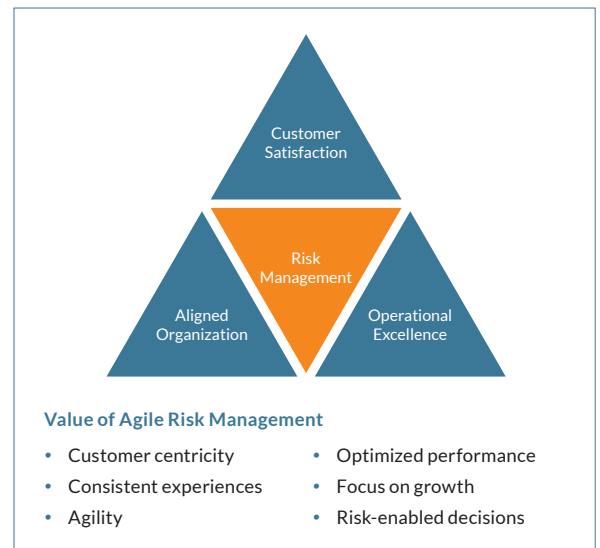 Customer
Satisfaction
Risk
Management
Aligned
Organization
Operational
Excellence
Value of Agile Risk Management
• Customer centricity
• Consistent experiences
• Agility
• Optimized performance
• Focus on growth
• Risk-enabled decisions